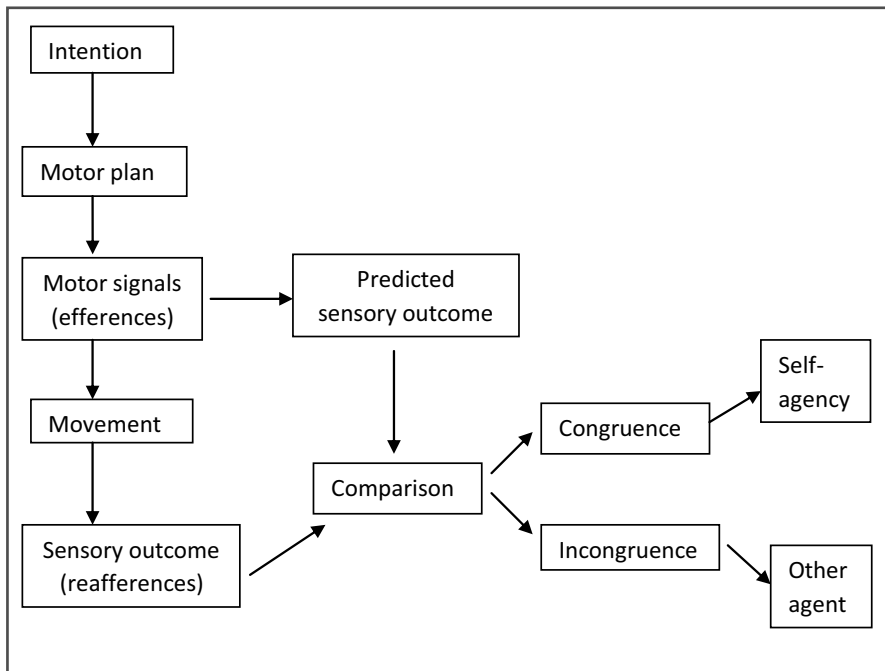 Intention
Motor plan
Motor signals
(efferences)
Predicted
sensory outcome
Movement
Sensory outcome
(reafferences)
Comparison
Congruence
Self-
agency
Incongruence
Other
agent